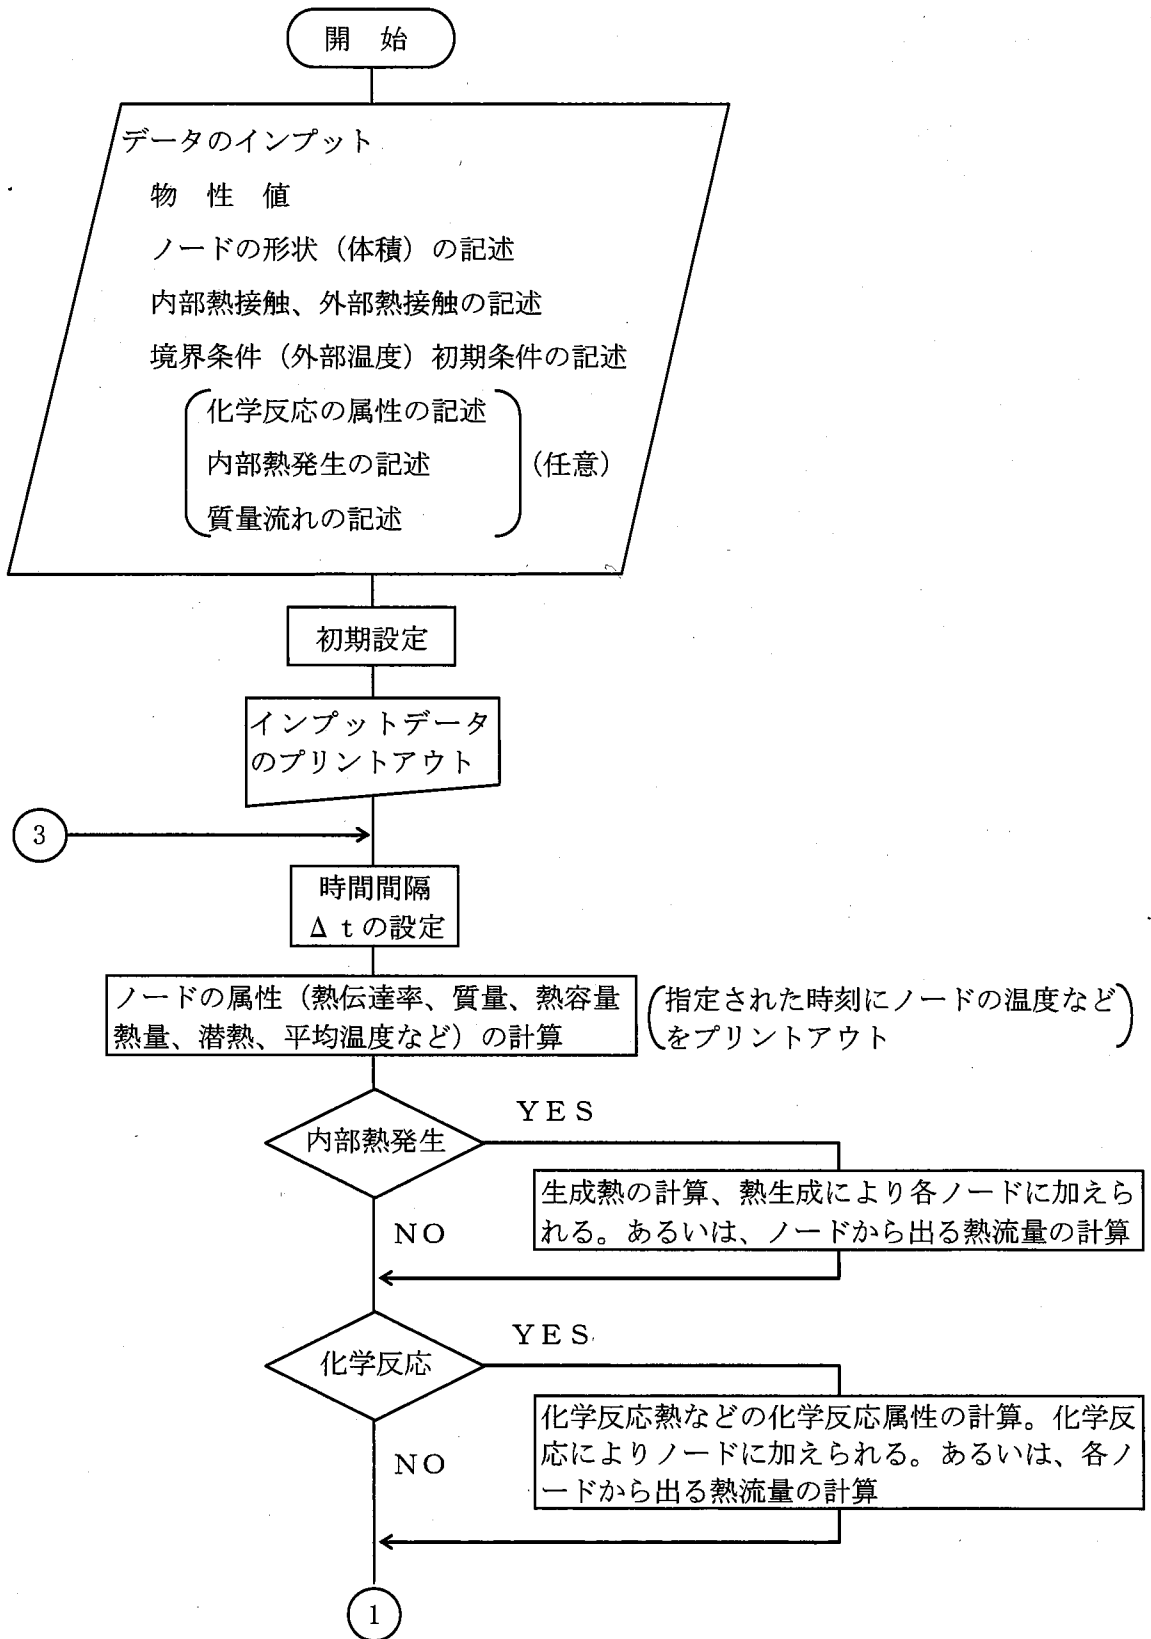 開 始
データのインプット
物 性 値
ノードの形状（体積）の記述
内部熱接触、外部熱接触の記述
境界条件（外部温度）初期条件の記述
化学反応の属性の記述
内部熱発生の記述
（任意）
質量流れの記述
初期設定
インプットデータ
のプリントアウト
3
時間間隔
Δ t の設定
ノードの属性（熱伝達率、質量、熱容量
熱量、潜熱、平均温度など）の計算
（指定された時刻にノードの温度など
をプリントアウト）
内部熱発生
YES
生成熱の計算、熱生成により各ノードに加えら
れる。あるいは、ノードから出る熱流量の計算
NO
化学反応
YES
化学反応熱などの化学反応属性の計算。化学反
応によりノードに加えられる。あるいは、各ノ
ードから出る熱流量の計算
NO
1